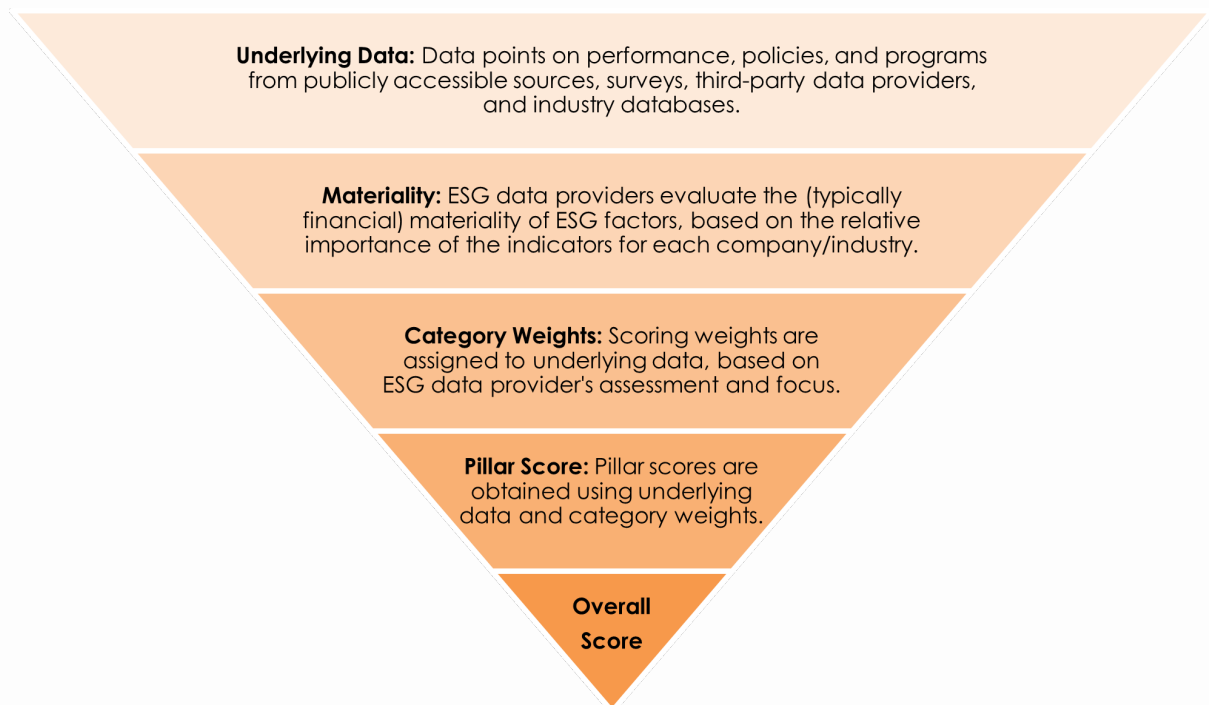 Underlying Data: Data points on performance, policies, and programs
from publicly accessible sources, surveys, third-party data providers,
and industry databases.
Materiality: ESG data providers evaluate the (typically
financial) materiality of ESG factors, based on the relative
importance of the indicators for each company/industry.
Category Weights: Scoring weights are
assigned to underlying data, based on
ESG data provider's assessment and focus.
Pillar Score: Pillar scores are
obtained using underlying
data and category weights.
Overall
Score